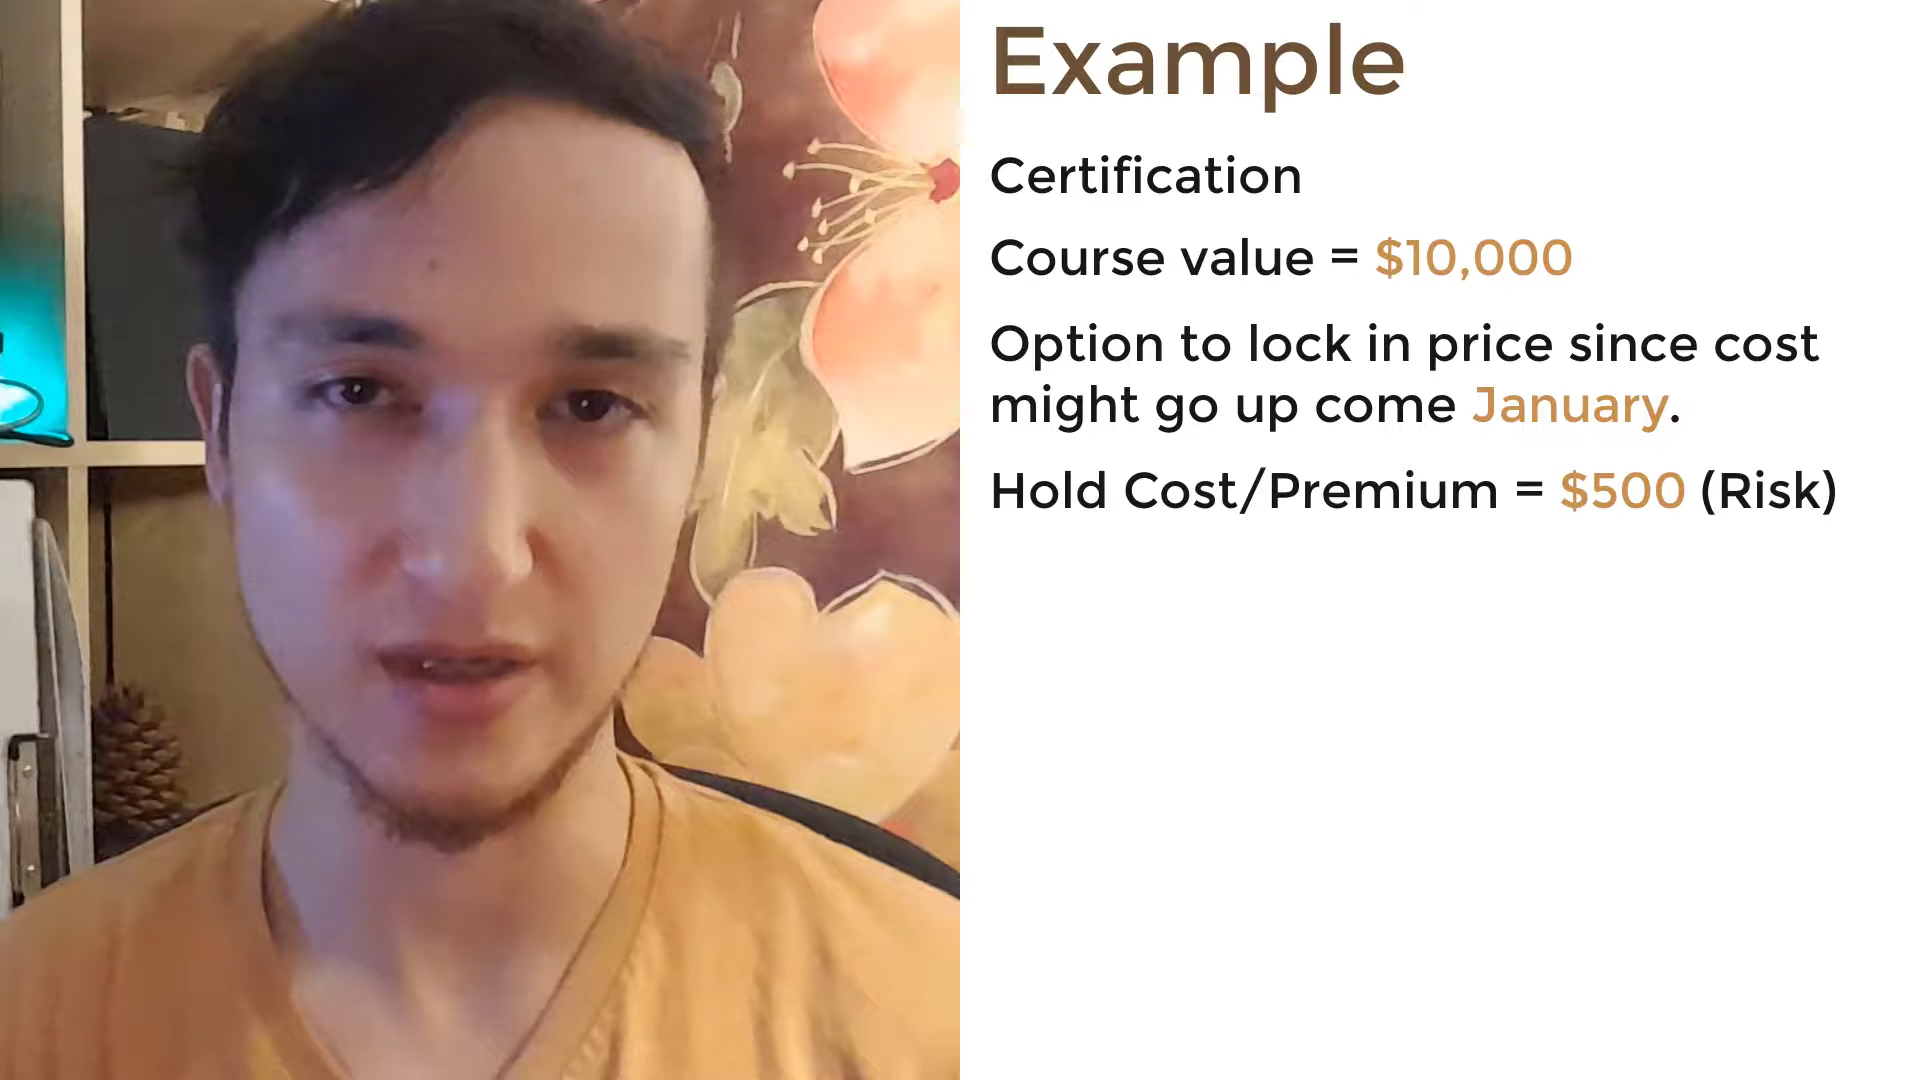 Example
Certification
Course value = $10,000
Option to lock in price since cost
might go up come January.
Hold Cost/Premium = $500 (Risk)